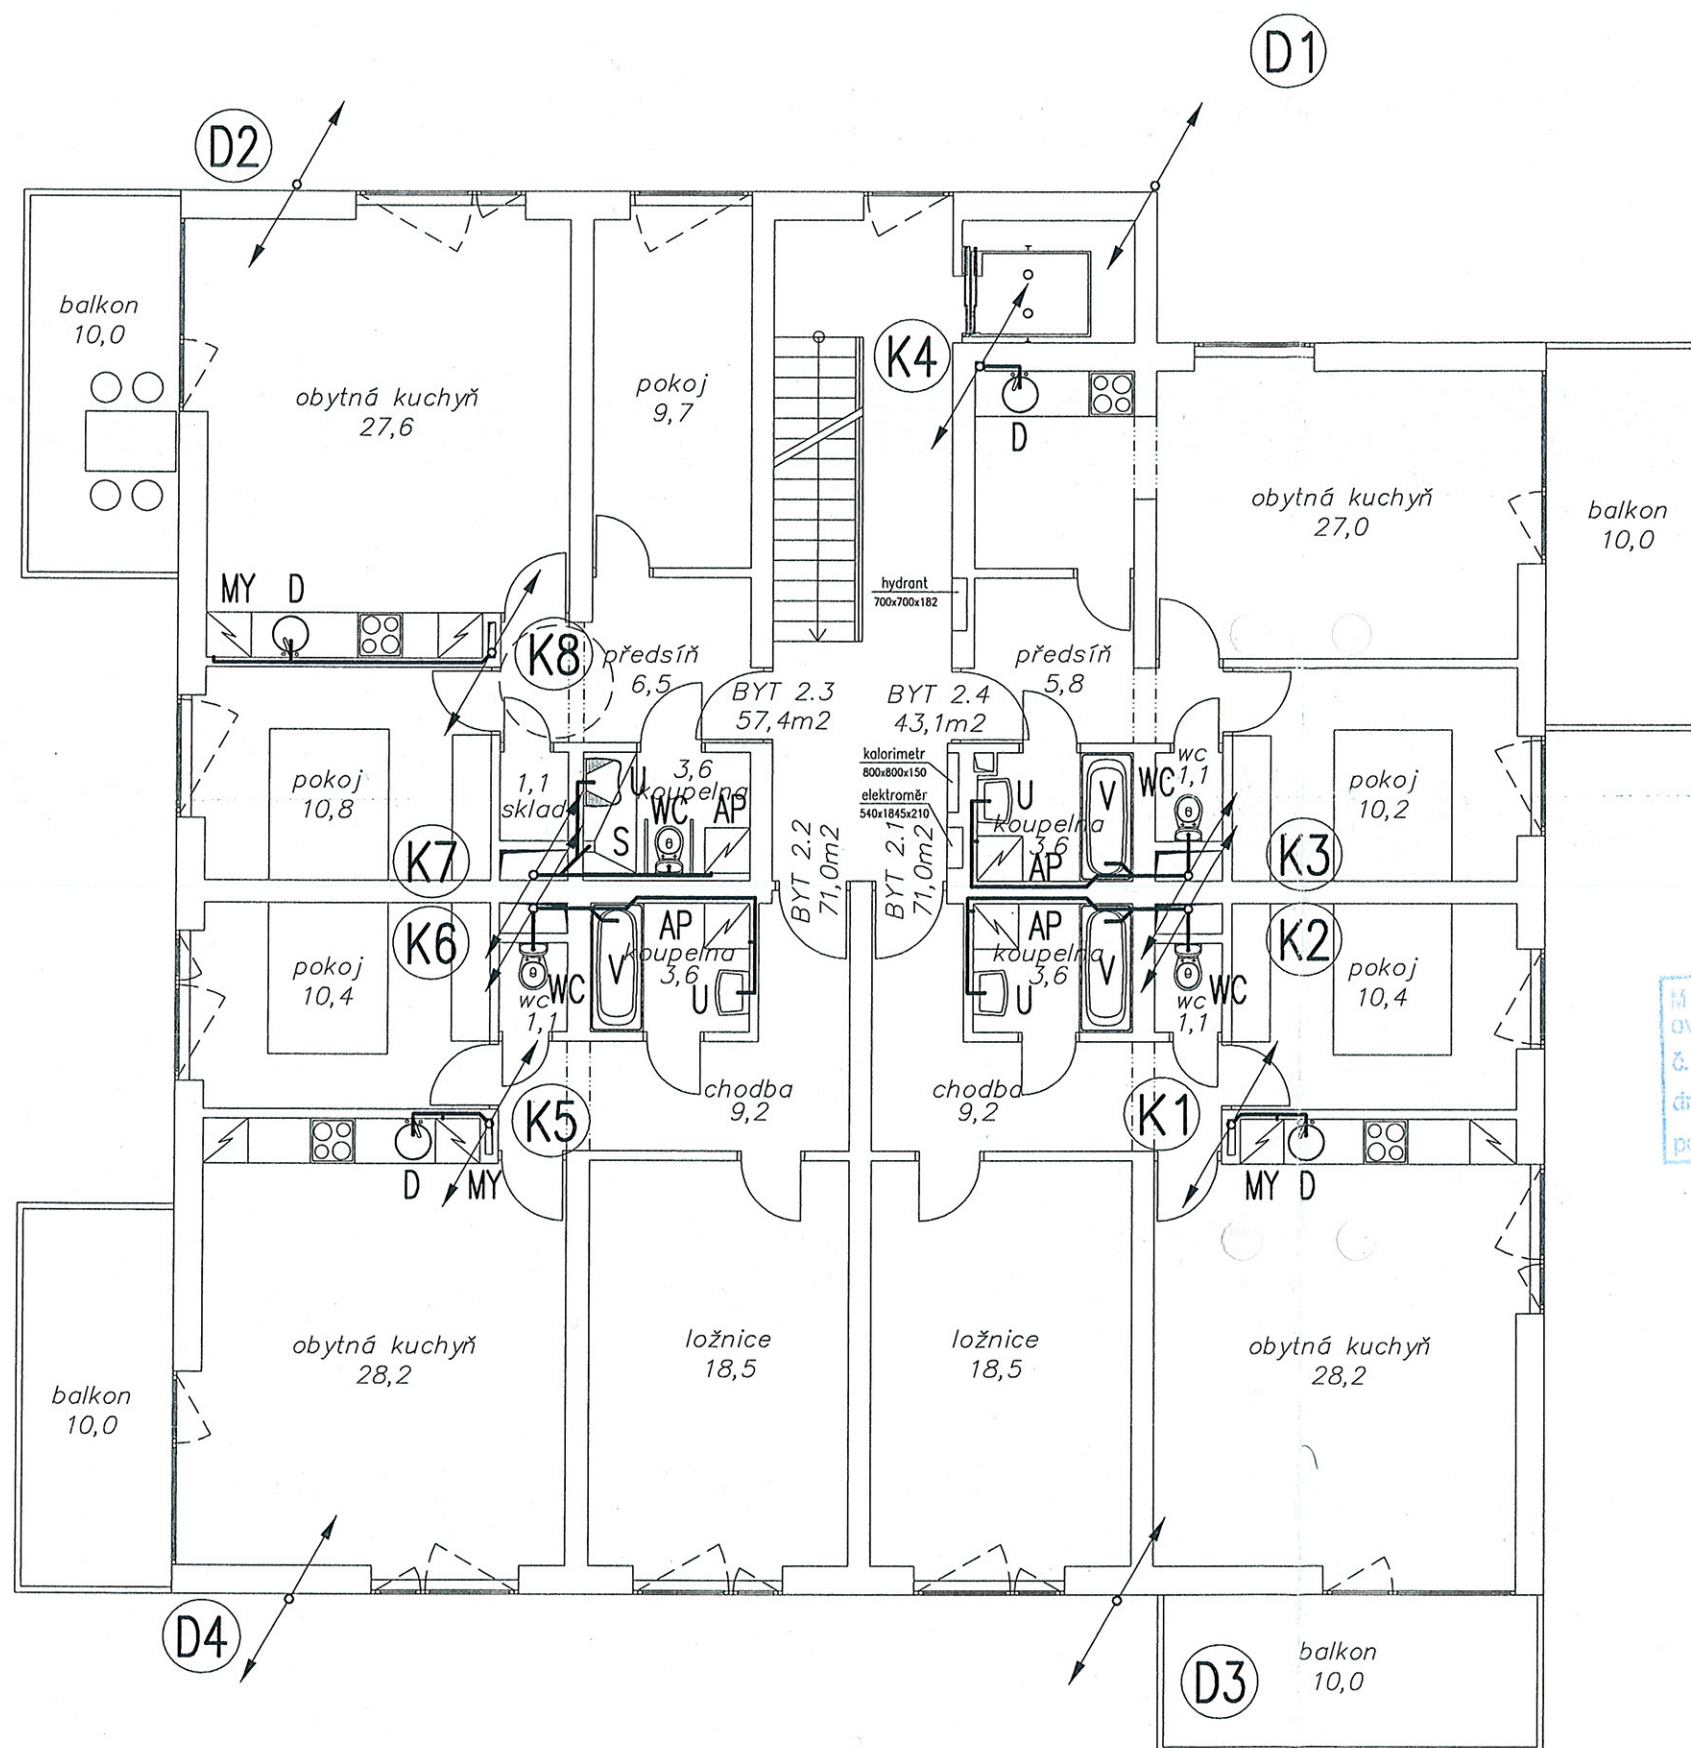 D1
D2
balkon
10,0
obytná kuchyň
27,6
pokoj
9,7
K4
D
obytná kuchyň
27,0
balkon
10,0
hydrant
700x700x182
MY D
K8
předsíň
6,5
BYT 2.3
57,4m2
BYT 2.4
43,1m2
předsíň
5,8
kalorimetr
800x800x150
elektroměr
540x1845x210
pokoj
10,8
1,1
sklad
U
3,6
koupelna
WC
AP
S
U
koupelna
3,6
AP
V
wc
1,1
WC
pokoj
10,2
K7
K3
BYT 2.2
71,0m2
BYT 2.1
71,0m2
K6
K2
pokoj
10,4
wc
1,1
WC
V
AP
koupelna
3,6
U
AP
koupelna
3,6
U
V
wc
1,1
WC
pokoj
10,4
K5
chodba
9,2
chodba
9,2
K1
D
MY
MY D
obytná kuchyň
28,2
ložnice
18,5
ložnice
18,5
obytná kuchyň
28,2
balkon
10,0
D4
D3
balkon
10,0